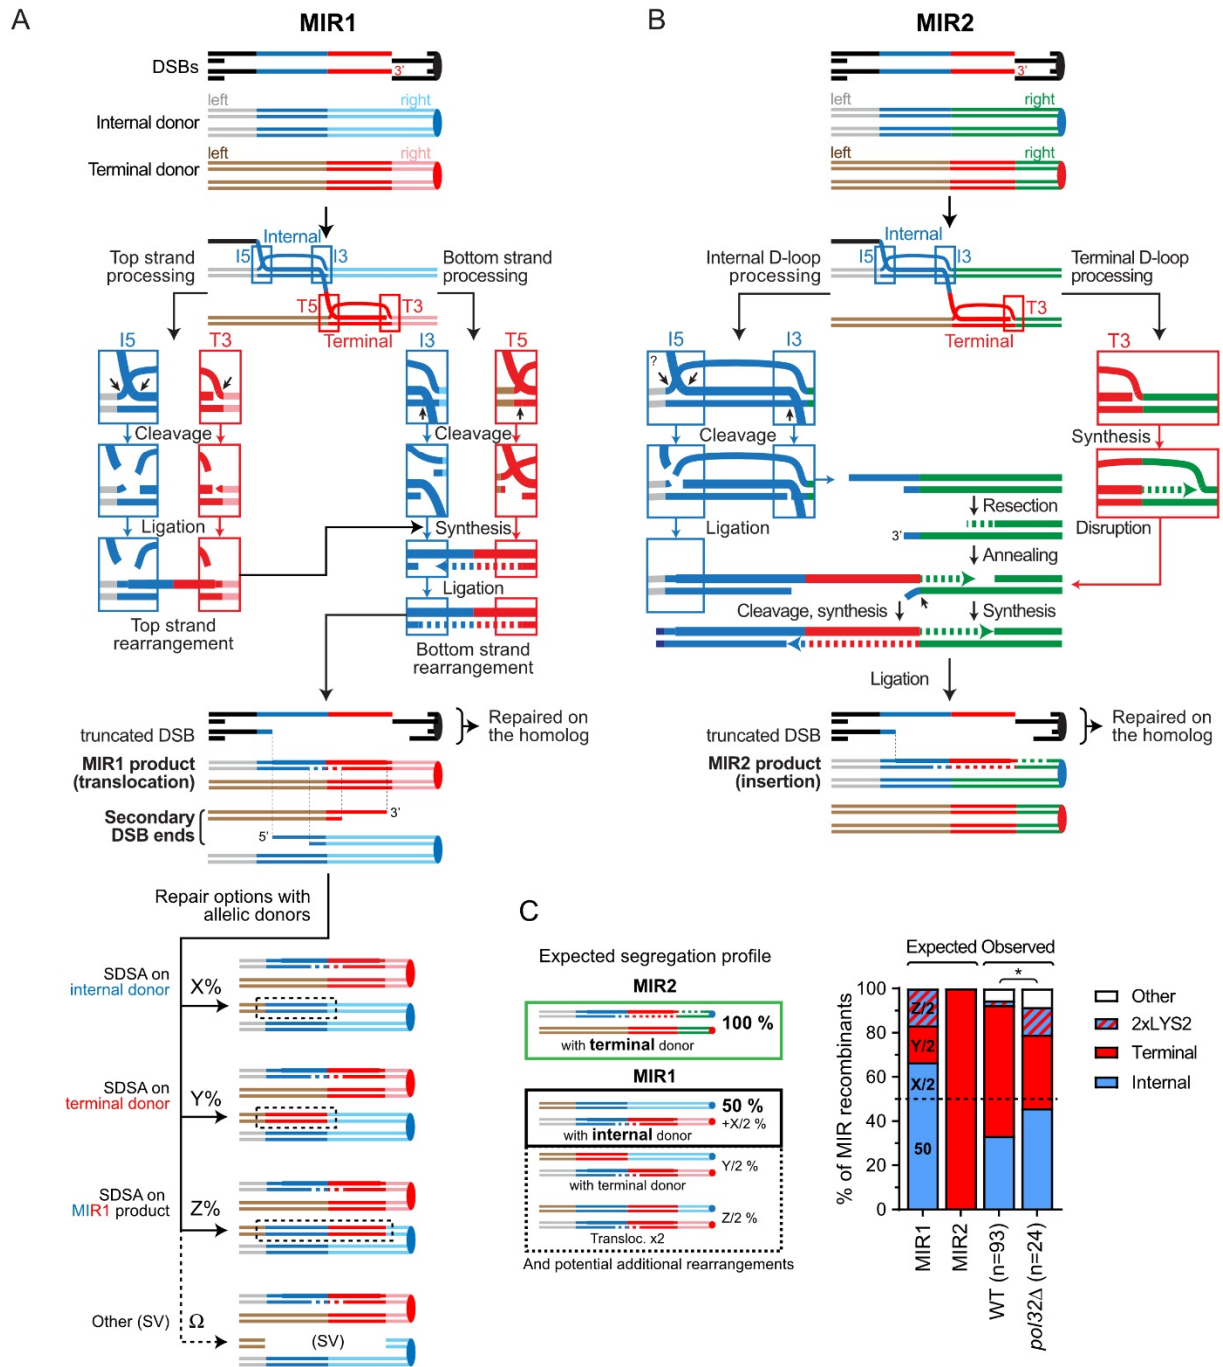 A
MIR1
DSBs
3'
left
right
Internal donor
left
right
Terminal donor
Top strand
processing
Internal
I5
I3
Bottom strand
processing
T5
T3
Terminal
I5
T3
I3
T5
Cleavage
Cleavage
Ligation
Synthesis
Ligation
Top strand
rearrangement
Bottom strand
rearrangement
truncated DSB
Repaired on
the homolog
MIR1 product
(translocation)
Secondary
DSB ends
3'
5'
Repair options with
allelic donors
SDSA on
internal donor
X%
SDSA on
terminal donor
Y%
SDSA on
MIR1 product
Z%
Other (SV)
Ω
(SV)
B
MIR2
3'
left
right
left
right
Internal D-loop
processing
Internal
I5
I3
Terminal D-loop
processing
T3
Terminal
I5
I3
T3
?
Cleavage
Synthesis
Resection
Ligation
Disruption
3'
Annealing
Cleavage, synthesis
Synthesis
Ligation
truncated DSB
Repaired on
the homolog
MIR2 product
(insertion)
C
Expected segregation profile
MIR2
100 %
with terminal donor
MIR1
50 %
+X/2 %
with internal donor
Y/2 %
with terminal donor
Z/2 %
Transloc. x2
And potential additional rearrangements
Expected Observed
*
% of MIR recombinants
100
80
60
40
20
0
Z/2
Y/2
X/2
50
Other
2xLYS2
Terminal
Internal
MIR1
MIR2
WT (n=93)
pol32Δ (n=24)